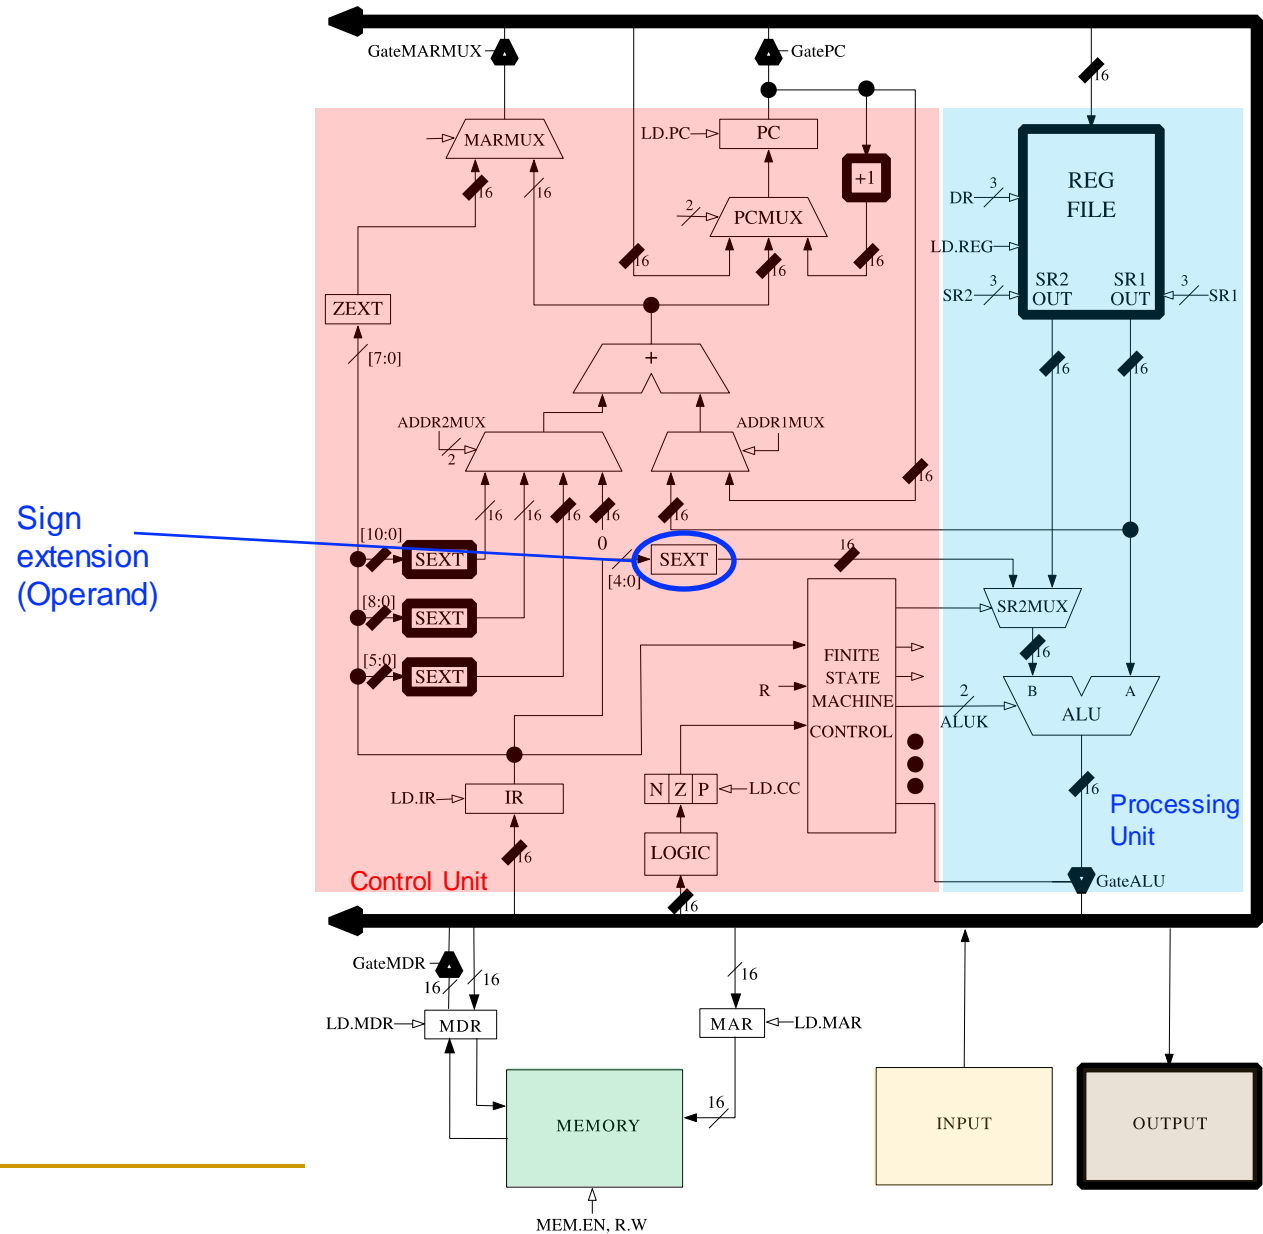 GateMARMUX
GatePC
16
MARMUX
LD.PC
PC
+1
REG
FILE
DR
3
LD.REG
16
16
2
PCMUX
16
16
16
SR2
3
SR2
OUT
SR1
OUT
3
SR1
ZEXT
[7:0]
+
16
16
ADDR2MUX
2
ADDR1MUX
16
16
16
16
16
16
Sign
extension
(Operand)
[10:0]
SEXT
0
[4:0]
SEXT
16
[8:0]
SEXT
SR2MUX
16
[5:0]
SEXT
FINITE
STATE
MACHINE
CONTROL
R
2
ALUK
B
A
ALU
LD.IR
IR
N Z P
LD.CC
16
Processing
Unit
LOGIC
16
Control Unit
16
GateALU
GateMDR
16
16
16
LD.MDR
MDR
MAR
LD.MAR
16
MEMORY
INPUT
OUTPUT
MEM.EN, R.W